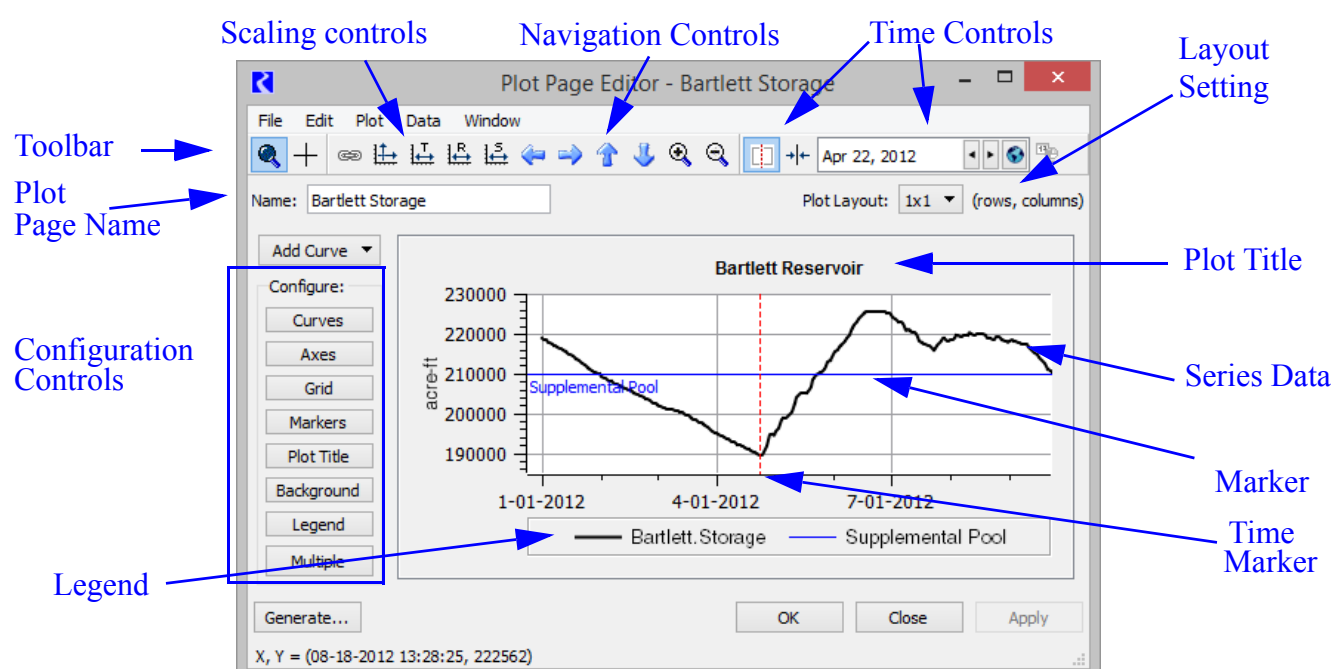 Scaling controls
Navigation Controls
Time Controls
Layout
Setting
Plot Page Editor - Bartlett Storage
File Edit Plot Data Window
Toolbar
T R S
Apr 22, 2012
Plot
Page Name
Name: Bartlett Storage
Plot Layout: 1x1 (rows, columns)
Add Curve
Configure:
Curves
Axes
Grid
Markers
Plot Title
Background
Legend
Multiple
Configuration
Controls
Bartlett Reservoir
Plot Title
230000
220000
210000
200000
190000
acre-ft
Supplemental Pool
Series Data
1-01-2012 4-01-2012 7-01-2012
Marker
Bartlett.Storage Supplemental Pool
Time
Marker
Legend
Generate...
OK Close Apply
X, Y = (08-18-2012 13:28:25, 222562)